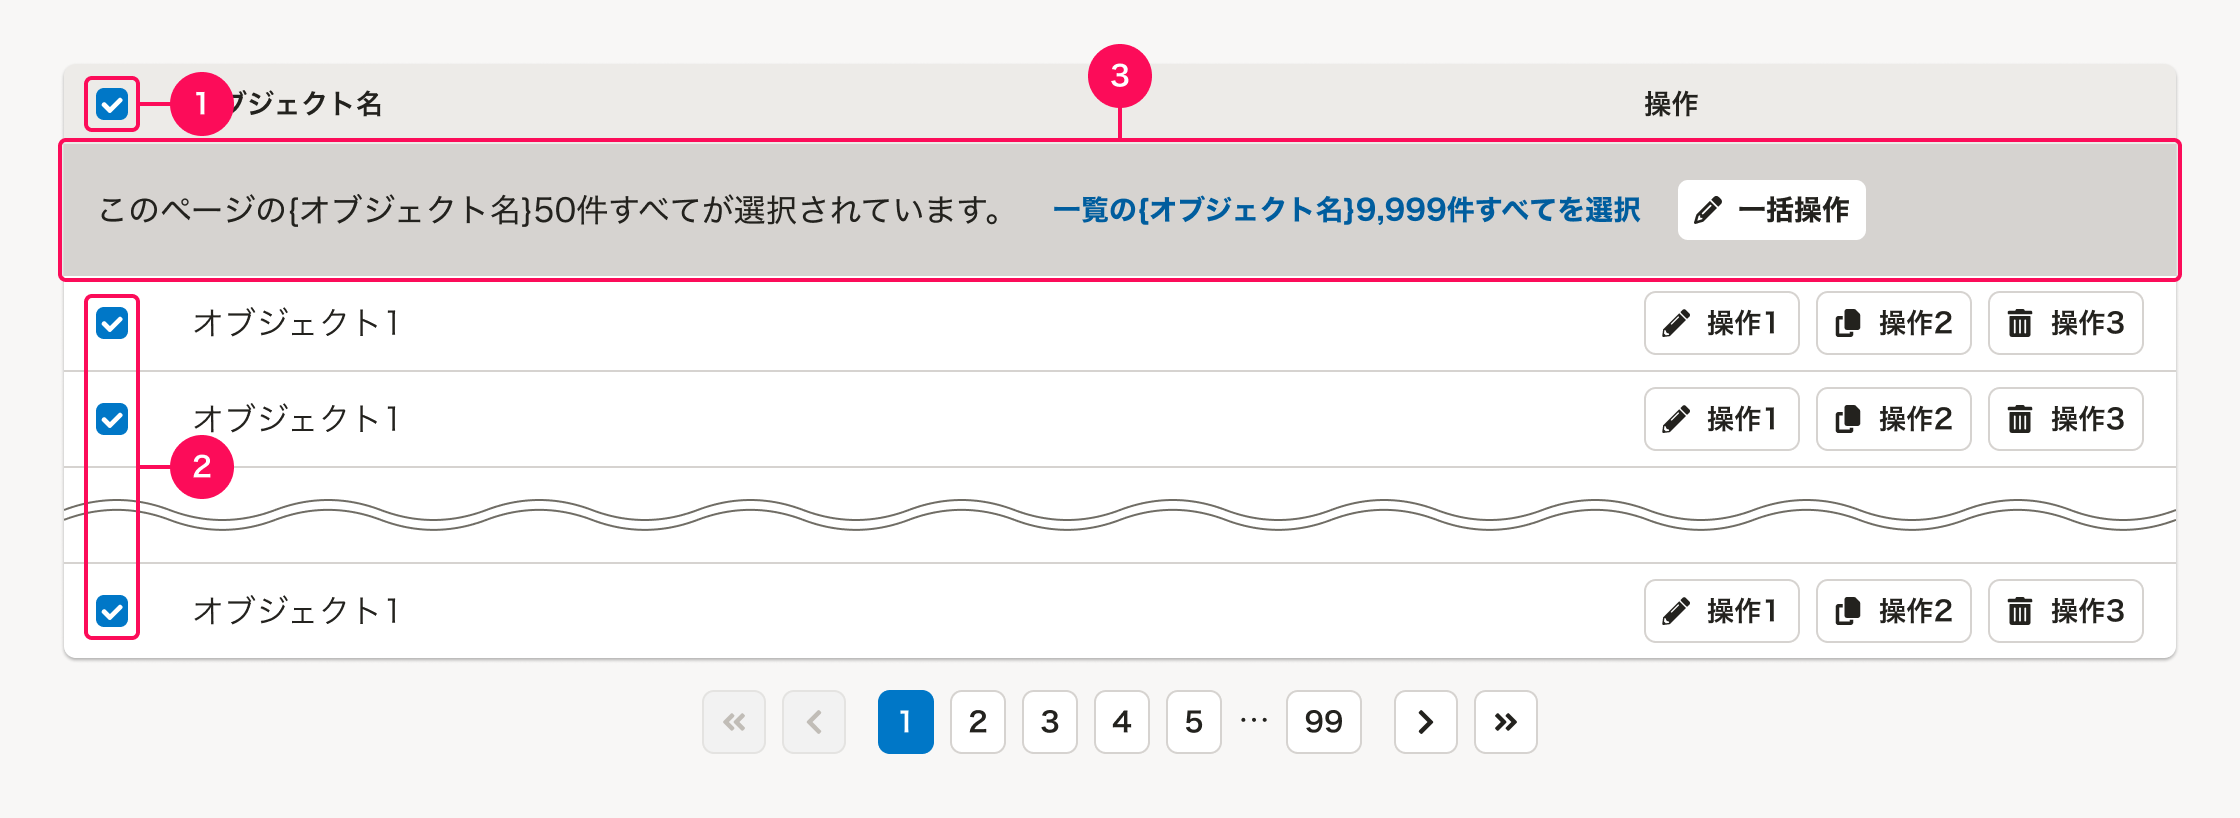 1 ブジェクト名 3 操作
このページの{オブジェクト名}50件すべてが選択されています。 一覧の{オブジェクト名}9,999件すべてを選択 一括操作
オブジェクト1 操作1 操作2 操作3
オブジェクト1 操作1 操作2 操作3
2
オブジェクト1 操作1 操作2 操作3
1 2 3 4 5 … 99